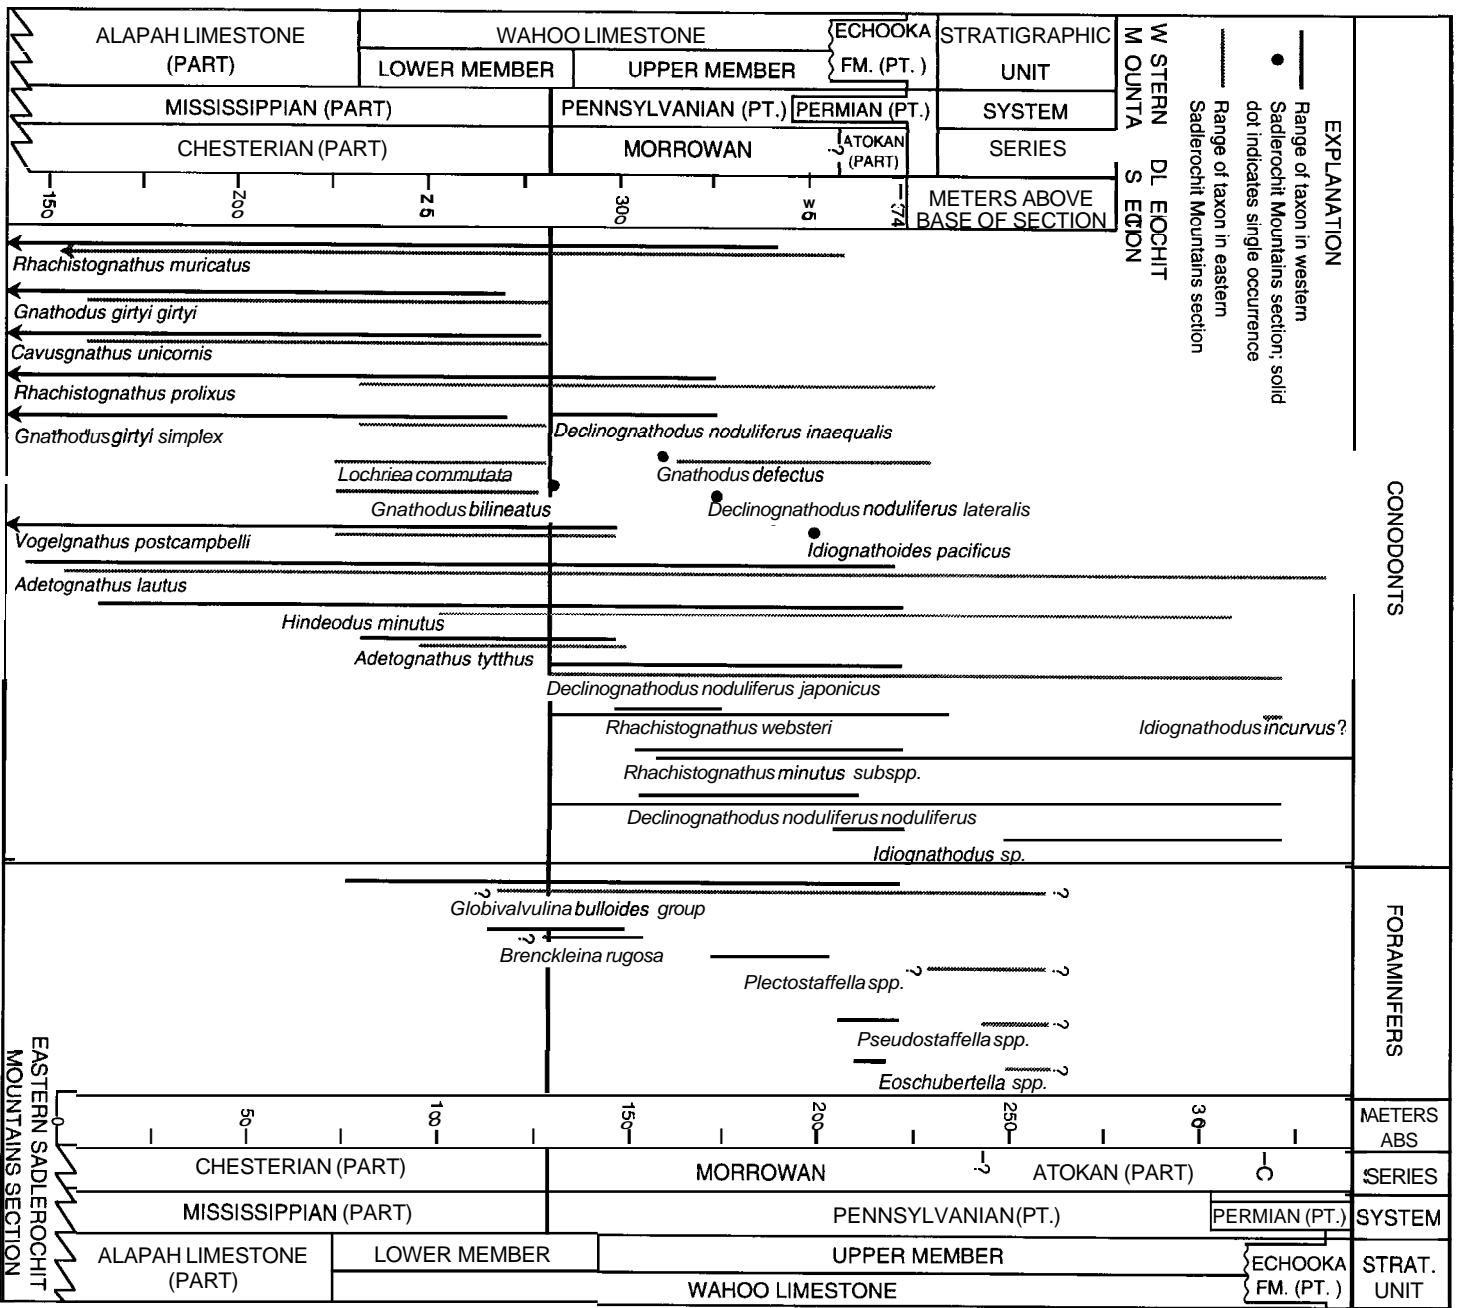 ALAPAH LIMESTONE
(PART)
WAHOO LIMESTONE
LOWER MEMBER
UPPER MEMBER
ECHOOKA
FM. (PT. )
STRATIGRAPHIC
UNIT
MISSISSIPPIAN (PART)
PENNSYLVANIAN (PT.)
PERMIAN (PT.)
SYSTEM
CHESTERIAN (PART)
MORROWAN
?
ATOKAN
(PART)
SERIES
150
200
300
374
METERS ABOVE
BASE OF SECTION
W STERN DL EIOCHIT
M OUNTA S ECTION
EXPLANATION
Range of taxon in western
Sadlerochit Mountains section; solid
dot indicates single occurrence
Range of taxon in eastern
Sadlerochit Mountains section
CONODONTS
Rhachistognathus muricatus
Gnathodus girtyi girtyi
Cavusgnathus unicornis
Rhachistognathus prolixus
Gnathodus girtyi simplex
Declinognathodus noduliferus inaequalis
Lochriea commutata
Gnathodus defectus
Gnathodus bilineatus
Declinognathodus noduliferus lateralis
Vogelgnathus postcampbelli
Idiognathoides pacificus
Adetognathus lautus
Hindeodus minutus
Adetognathus tytthus
Declinognathodus noduliferus japonicus
Rhachistognathus websteri
Idiognathodus incurvus ?
Rhachistognathus minutus subspp.
Declinognathodus noduliferus noduliferus
Idiognathodus sp.
FORAMINFERS
?
?
Globivalvulina bulloides group
?
Brenckleina rugosa
?
?
Plectostaffella spp.
?
Pseudostaffella spp.
?
Eoschubertella spp.
EASTERN SADLEROCHIT
MOUNTAINS SECTION
0
50
150
200
250
METERS
ABS
CHESTERIAN (PART)
MORROWAN
?
ATOKAN (PART)
SERIES
MISSISSIPPIAN (PART)
PENNSYLVANIAN (PT.)
PERMIAN (PT.)
SYSTEM
ALAPAH LIMESTONE
(PART)
LOWER MEMBER
UPPER MEMBER
WAHOO LIMESTONE
ECHOOKA
FM. (PT. )
STRAT.
UNIT